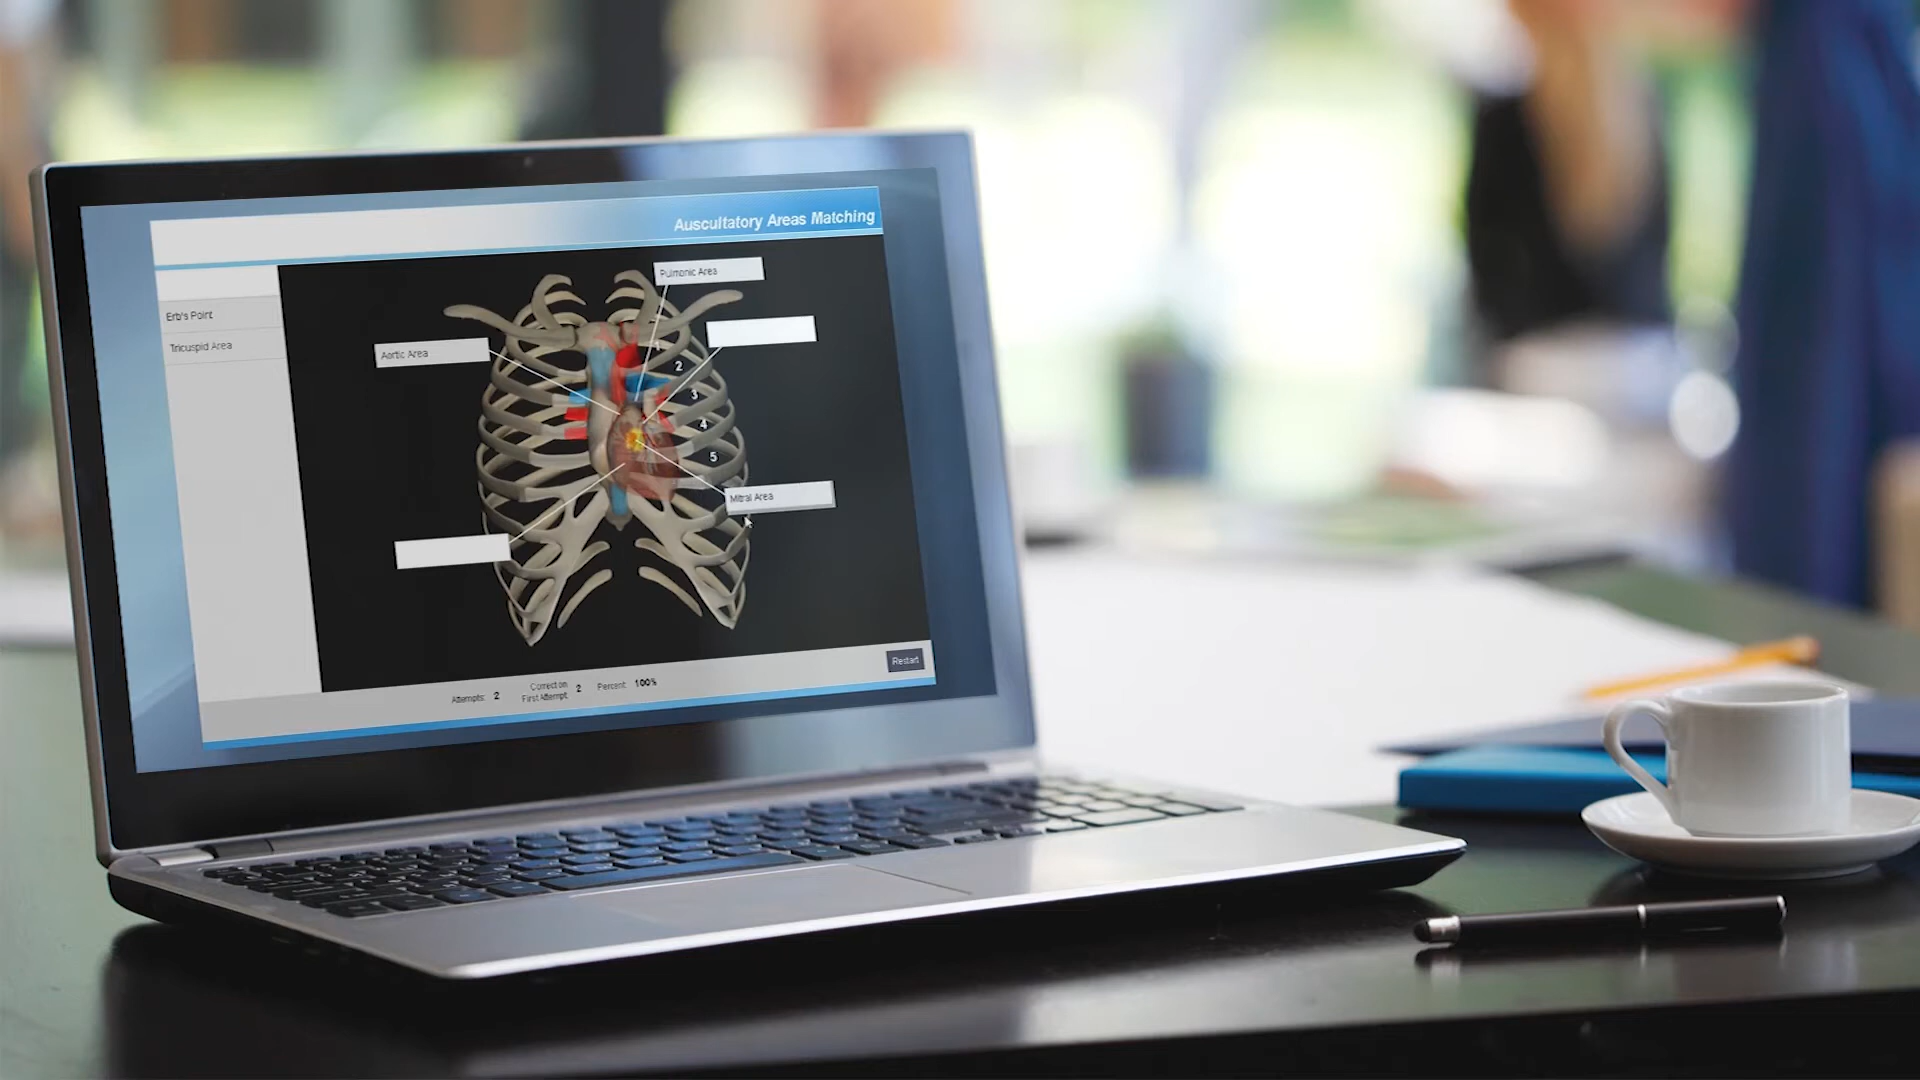 Auscultatory Areas Matching
Pulmonic Area
Erb's Point
Tricuspid Area
Aortic Area
2
3
4
5
Mitral Area
Restart
Attempts: 2
Correct on
First Attempt: 2
Percent: 100%